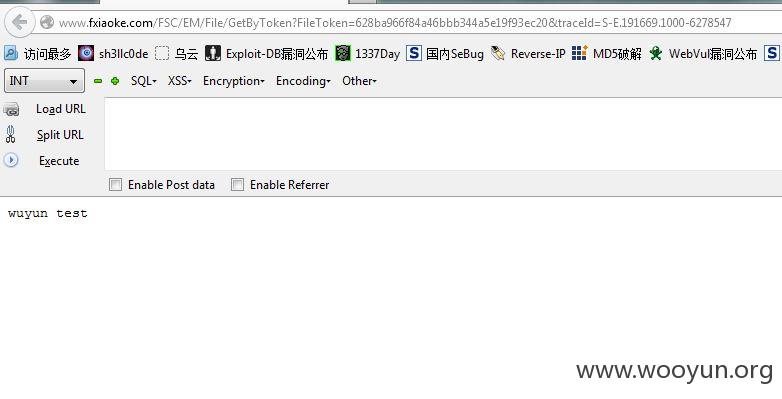 www.fxiaoke.com/FSC/EM/File/GetByToken?FileToken=628ba966f84a46bbb344a5e19f93ec20&traceId=S-E.191669.1000-6278547
访问最多 sh3llc0de 乌云 Exploit-DB漏洞公布 1337Day 国内SeBug Reverse-IP MD5破解 WebVul漏洞公布
INT SQL XSS Encryption Encoding Other
Load URL
Split URL
Execute
Enable Post data Enable Referrer
wuyun test
www.wooyun.org